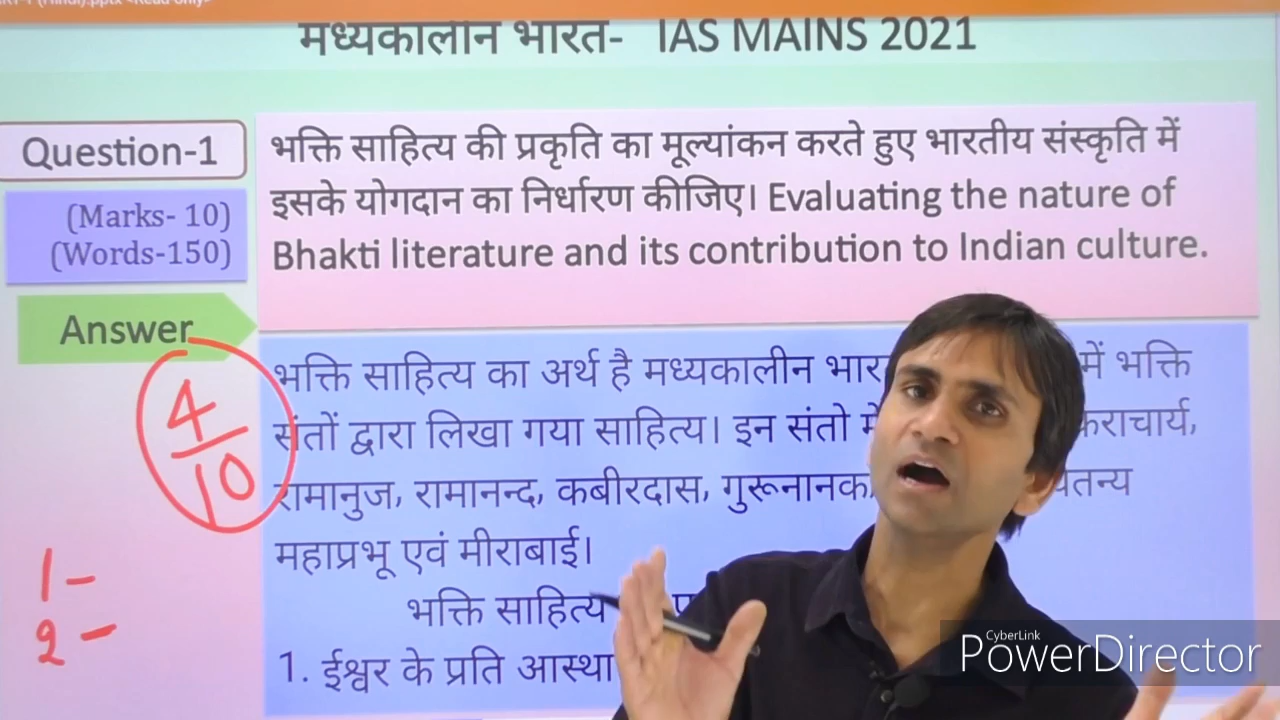 मध्यकालीन भारत- IAS MAINS 2021
Question-1
(Marks- 10)
(Words-150)
भक्ति साहित्य की प्रकृति का मूल्यांकन करते हुए भारतीय संस्कृति में
इसके योगदान का निर्धारण कीजिए। Evaluating the nature of
Bhakti literature and its contribution to Indian culture.
Answer
4/10
1-
2-
भक्ति साहित्य का अर्थ है मध्यकालीन में भक्ति
संतों द्वारा लिखा गया साहित्य। इन संतो
रामानुज, रामानन्द, कबीरदास, गुरूनानक,
महाप्रभू एवं मीराबाई।
भक्ति साहित्य
1. ईश्वर के प्रति आस्था
CyberLink
PowerDirector